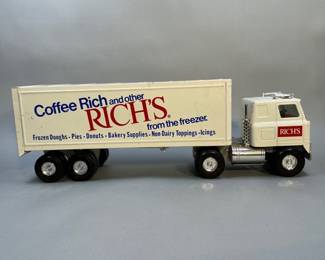 Coffee Rich and other
RICH'S®
from the freezer.
Frozen Doughs · Pies · Donuts · Bakery Supplies · Non-Dairy Toppings · Icings
RICH'S